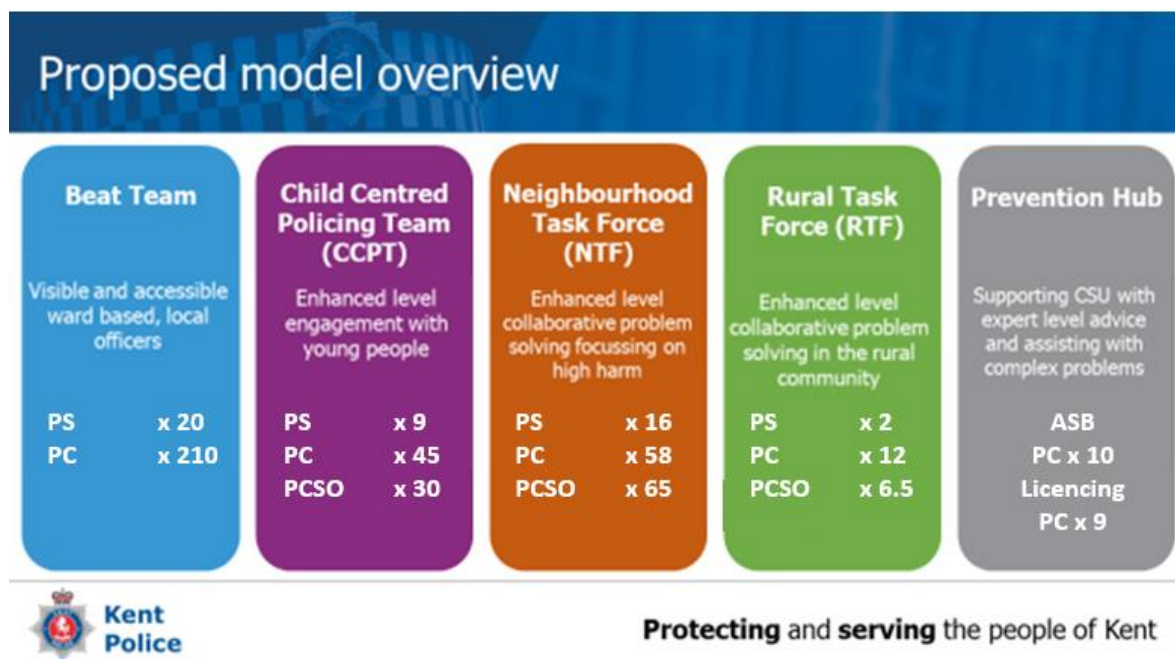 Proposed model overview
Beat Team
Visible and accessible
ward based, local
officers
PS x 20
PC x 210
Child Centred
Policing Team
(CCPT)
Enhanced level
engagement with
young people
PS x 9
PC x 45
PCSO x 30
Neighbourhood
Task Force
(NTF)
Enhanced level
collaborative problem
solving focussing on
high harm
PS x 16
PC x 58
PCSO x 65
Rural Task
Force (RTF)
Enhanced level
collaborative problem
solving in the rural
community
PS x 2
PC x 12
PCSO x 6.5
Prevention Hub
Supporting CSU with
expert level advice
and assisting with
complex problems
ASB
PC x 10
Licencing
PC x 9
Kent
Police
Protecting and serving the people of Kent